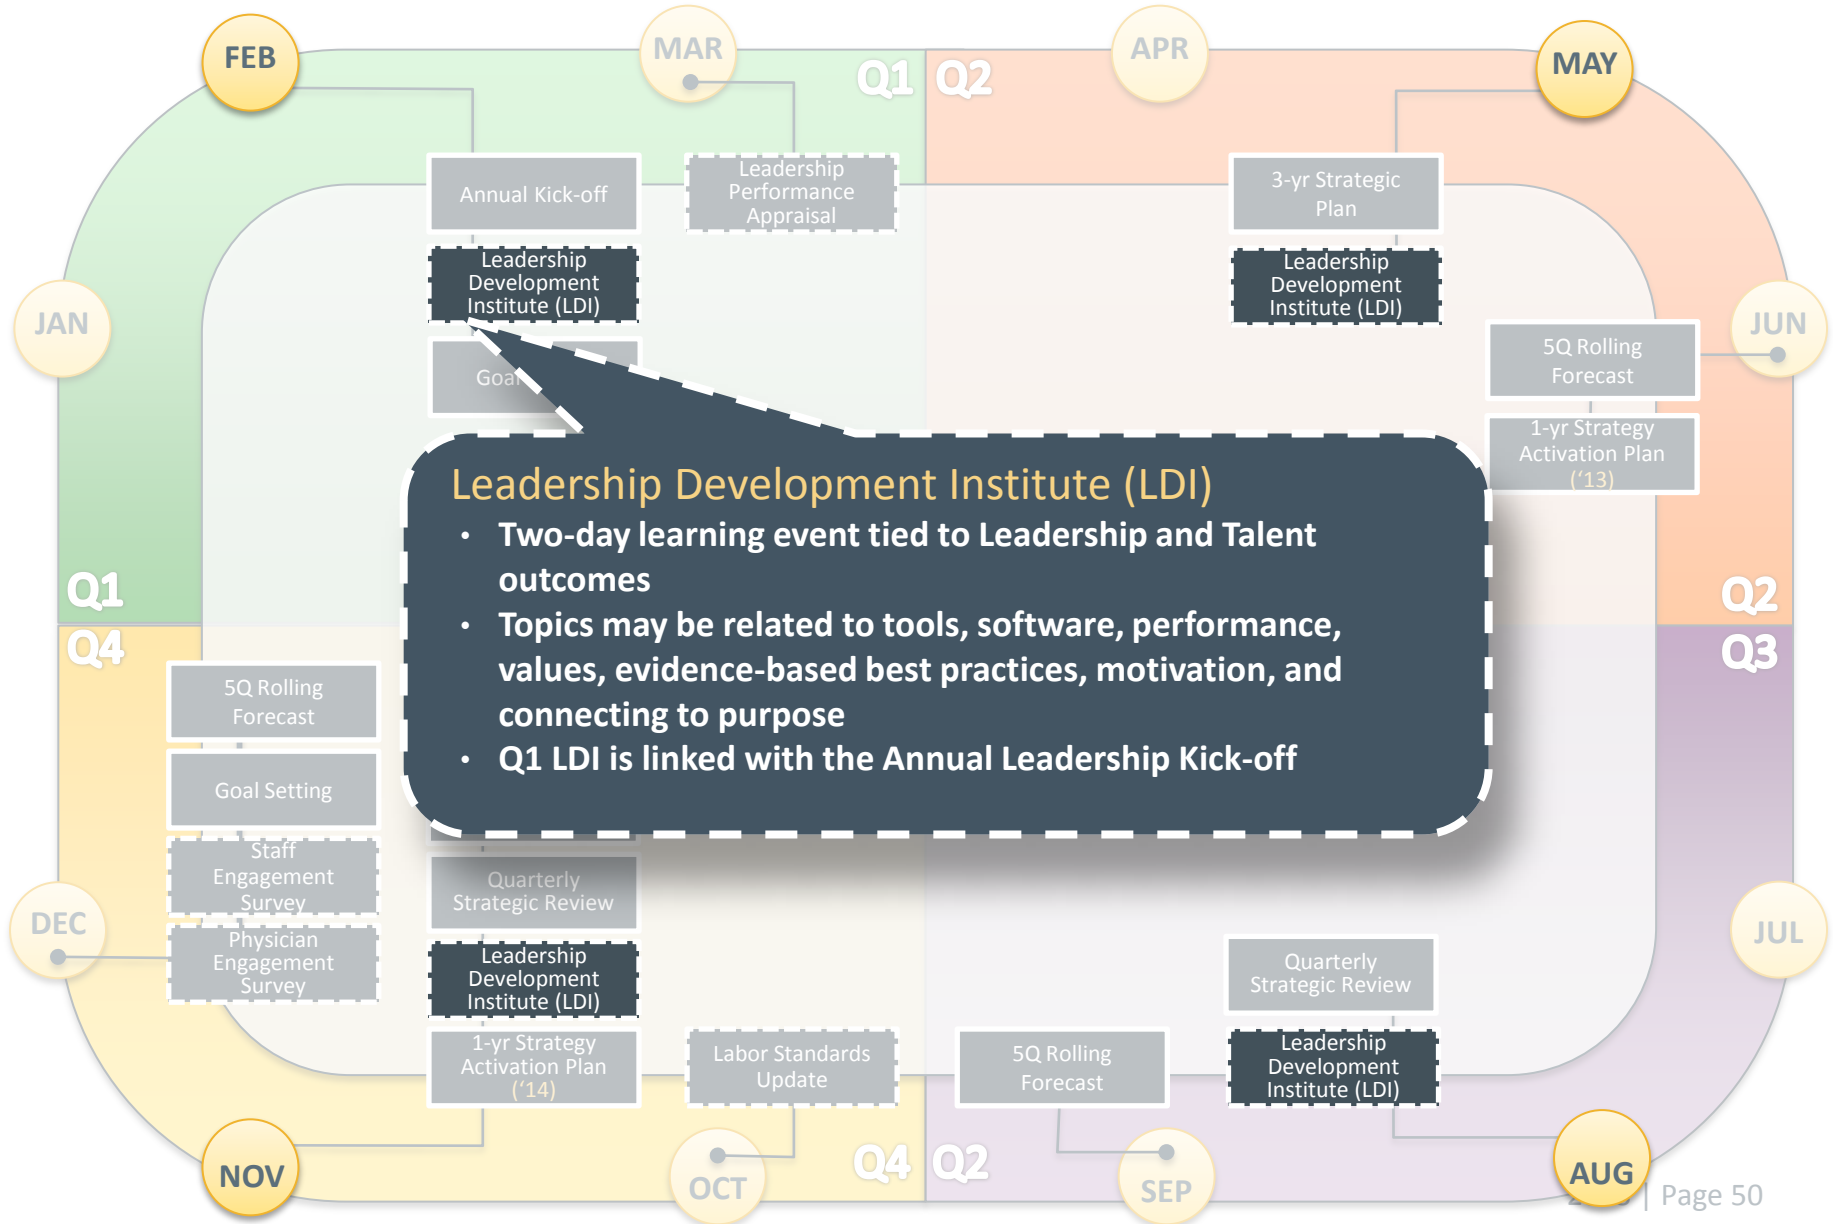 FEB
MAR
Q1
Q2
APR
MAY
Annual Kick-off
Leadership
Performance
Appraisal
3-yr Strategic
Plan
Leadership
Development
Institute (LDI)
Leadership
Development
Institute (LDI)
JAN
JUN
Goal
5Q Rolling
Forecast
1-yr Strategy
Activation Plan
(‘13)
Leadership Development Institute (LDI)
• Two-day learning event tied to Leadership and Talent
outcomes
• Topics may be related to tools, software, performance,
values, evidence-based best practices, motivation, and
connecting to purpose
• Q1 LDI is linked with the Annual Leadership Kick-off
Q1
Q2
Q4
Q3
5Q Rolling
Forecast
Goal Setting
Staff
Engagement
Survey
Physician
Engagement
Survey
DEC
Quarterly
Strategic Review
Leadership
Development
Institute (LDI)
1-yr Strategy
Activation Plan
(‘14)
Labor Standards
Update
5Q Rolling
Forecast
Quarterly
Strategic Review
Leadership
Development
Institute (LDI)
JUL
NOV
OCT
Q4
Q2
SEP
AUG
| Page 50